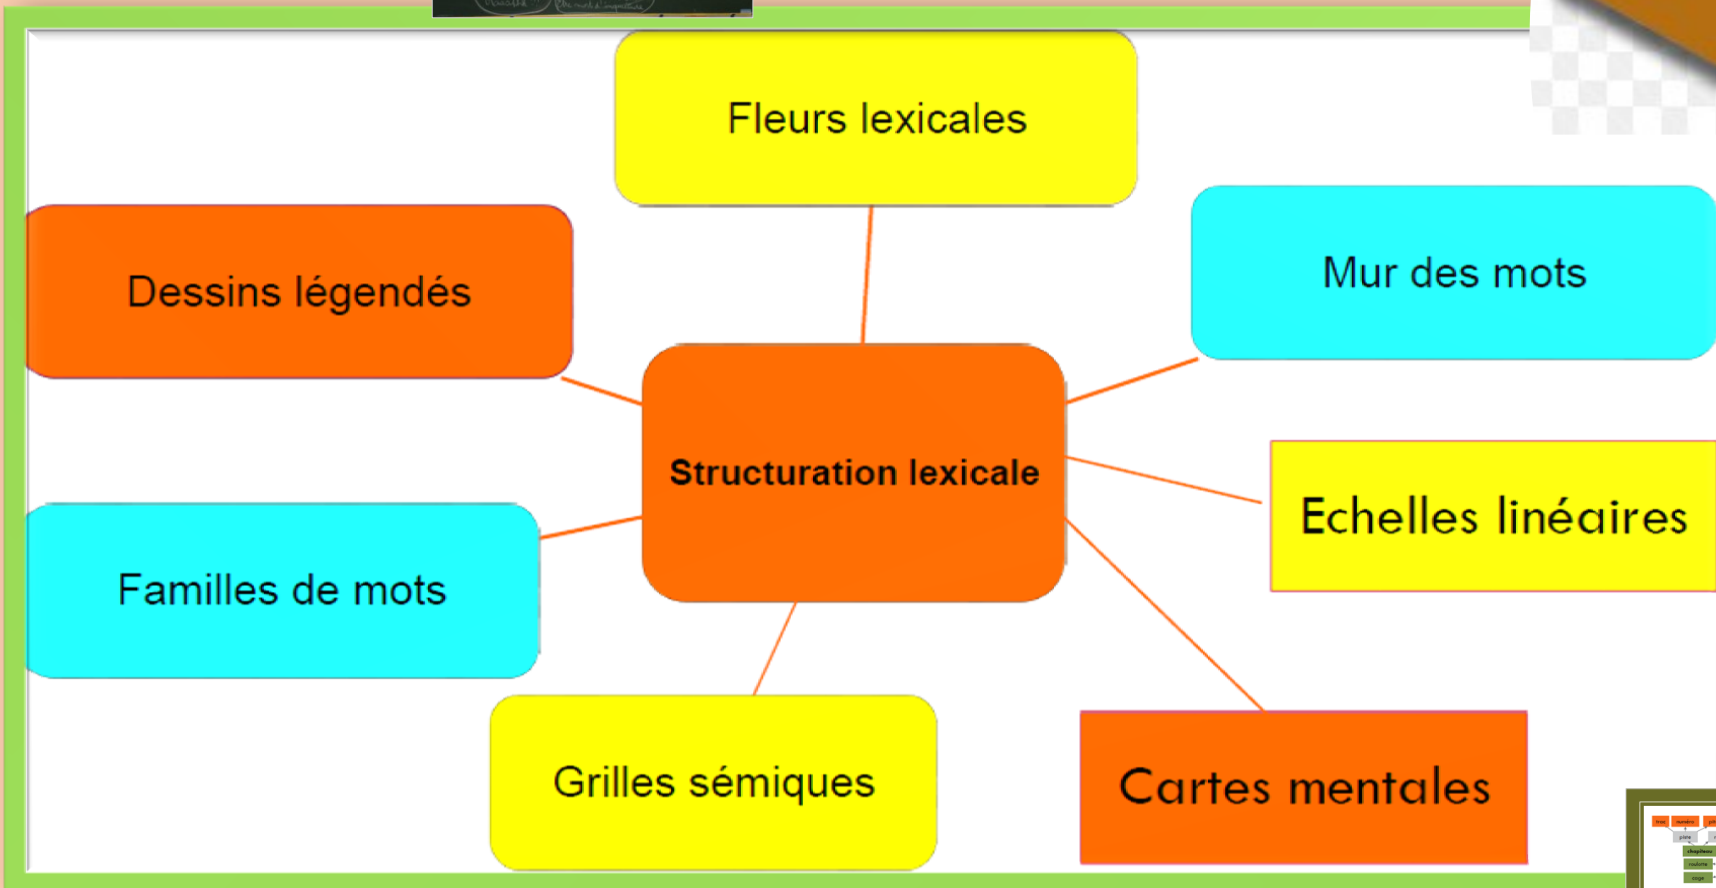 Fleurs lexicales
Mur des mots
Dessins légendés
Structuration lexicale
Echelles linéaires
Familles de mots
Grilles sémiques
Cartes mentales